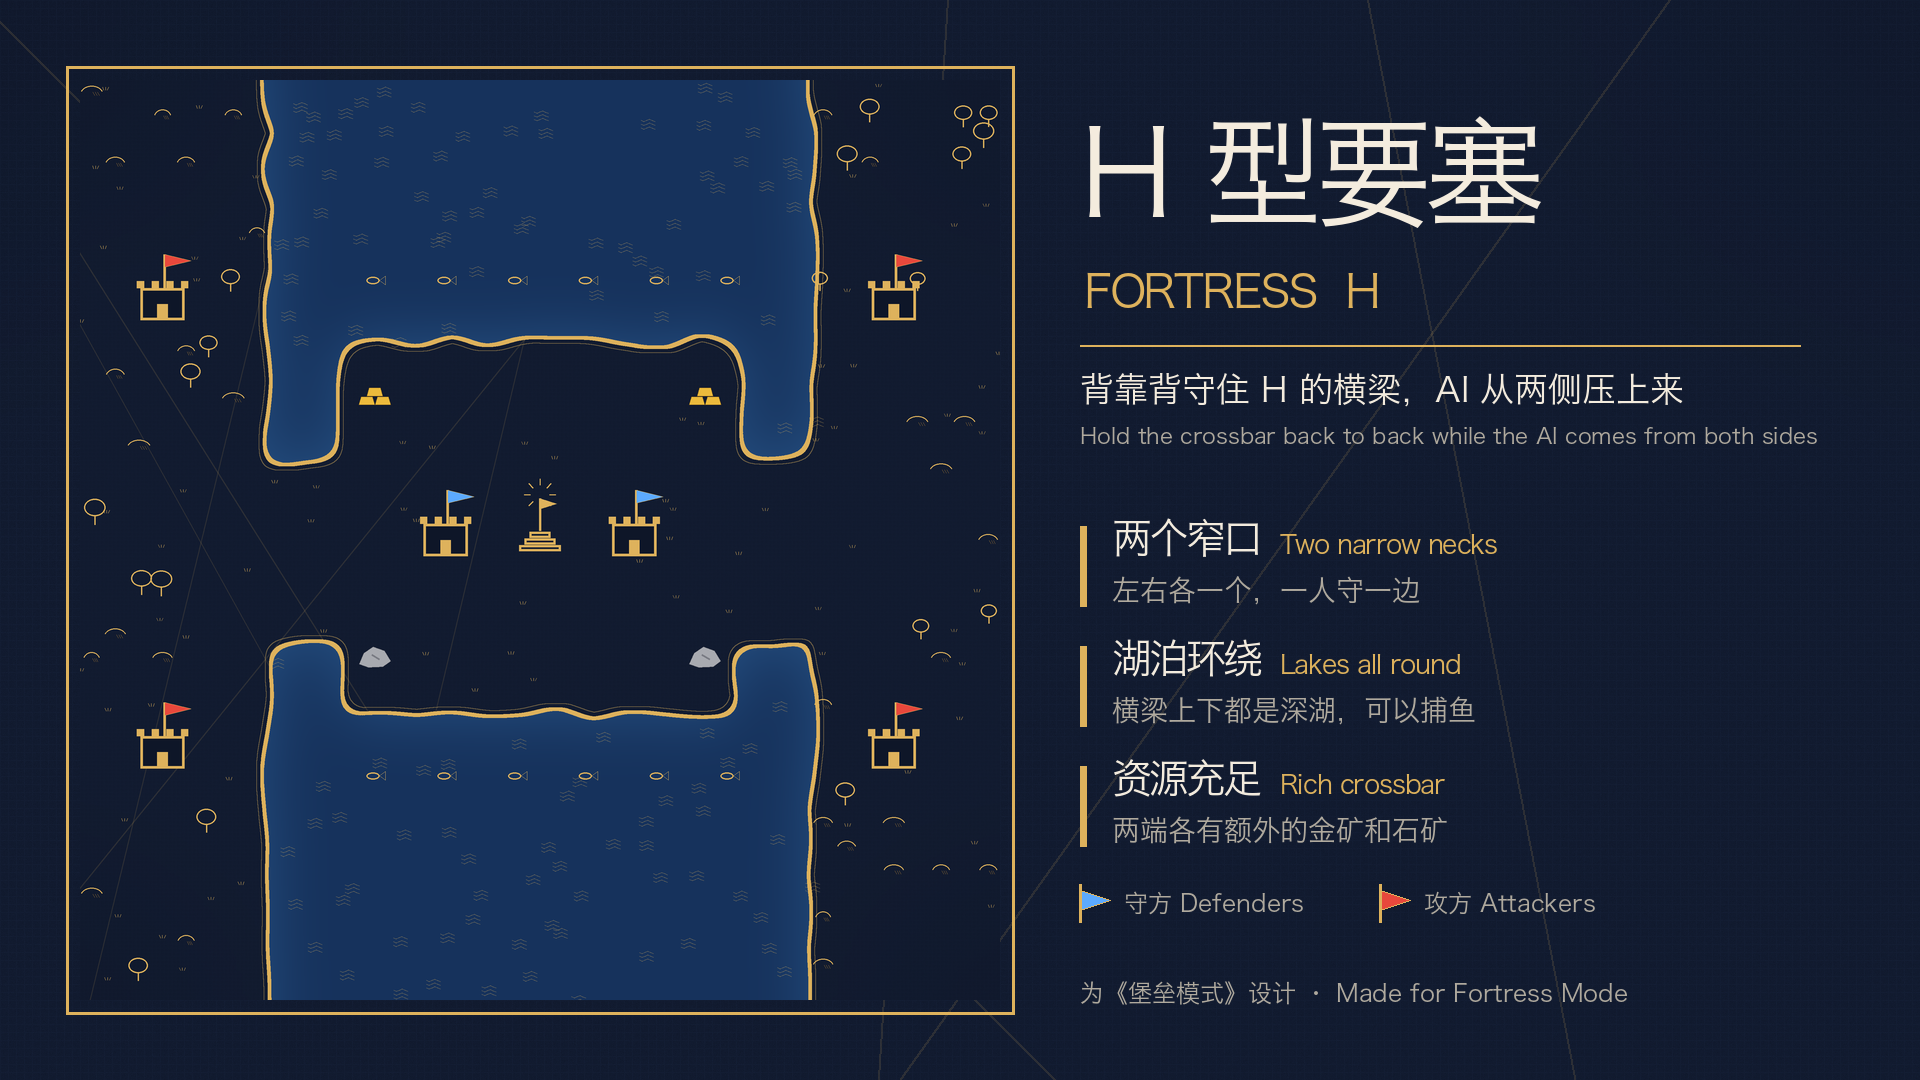 H 型要塞
FORTRESS H
背靠背守住 H 的横梁，AI 从两侧压上来
Hold the crossbar back to back while the AI comes from both sides
两个窄口 Two narrow necks
左右各一个，一人守一边
湖泊环绕 Lakes all round
横梁上下都是深湖，可以捕鱼
资源充足 Rich crossbar
两端各有额外的金矿和石矿
守方 Defenders 攻方 Attackers
为《堡垒模式》设计 · Made for Fortress Mode